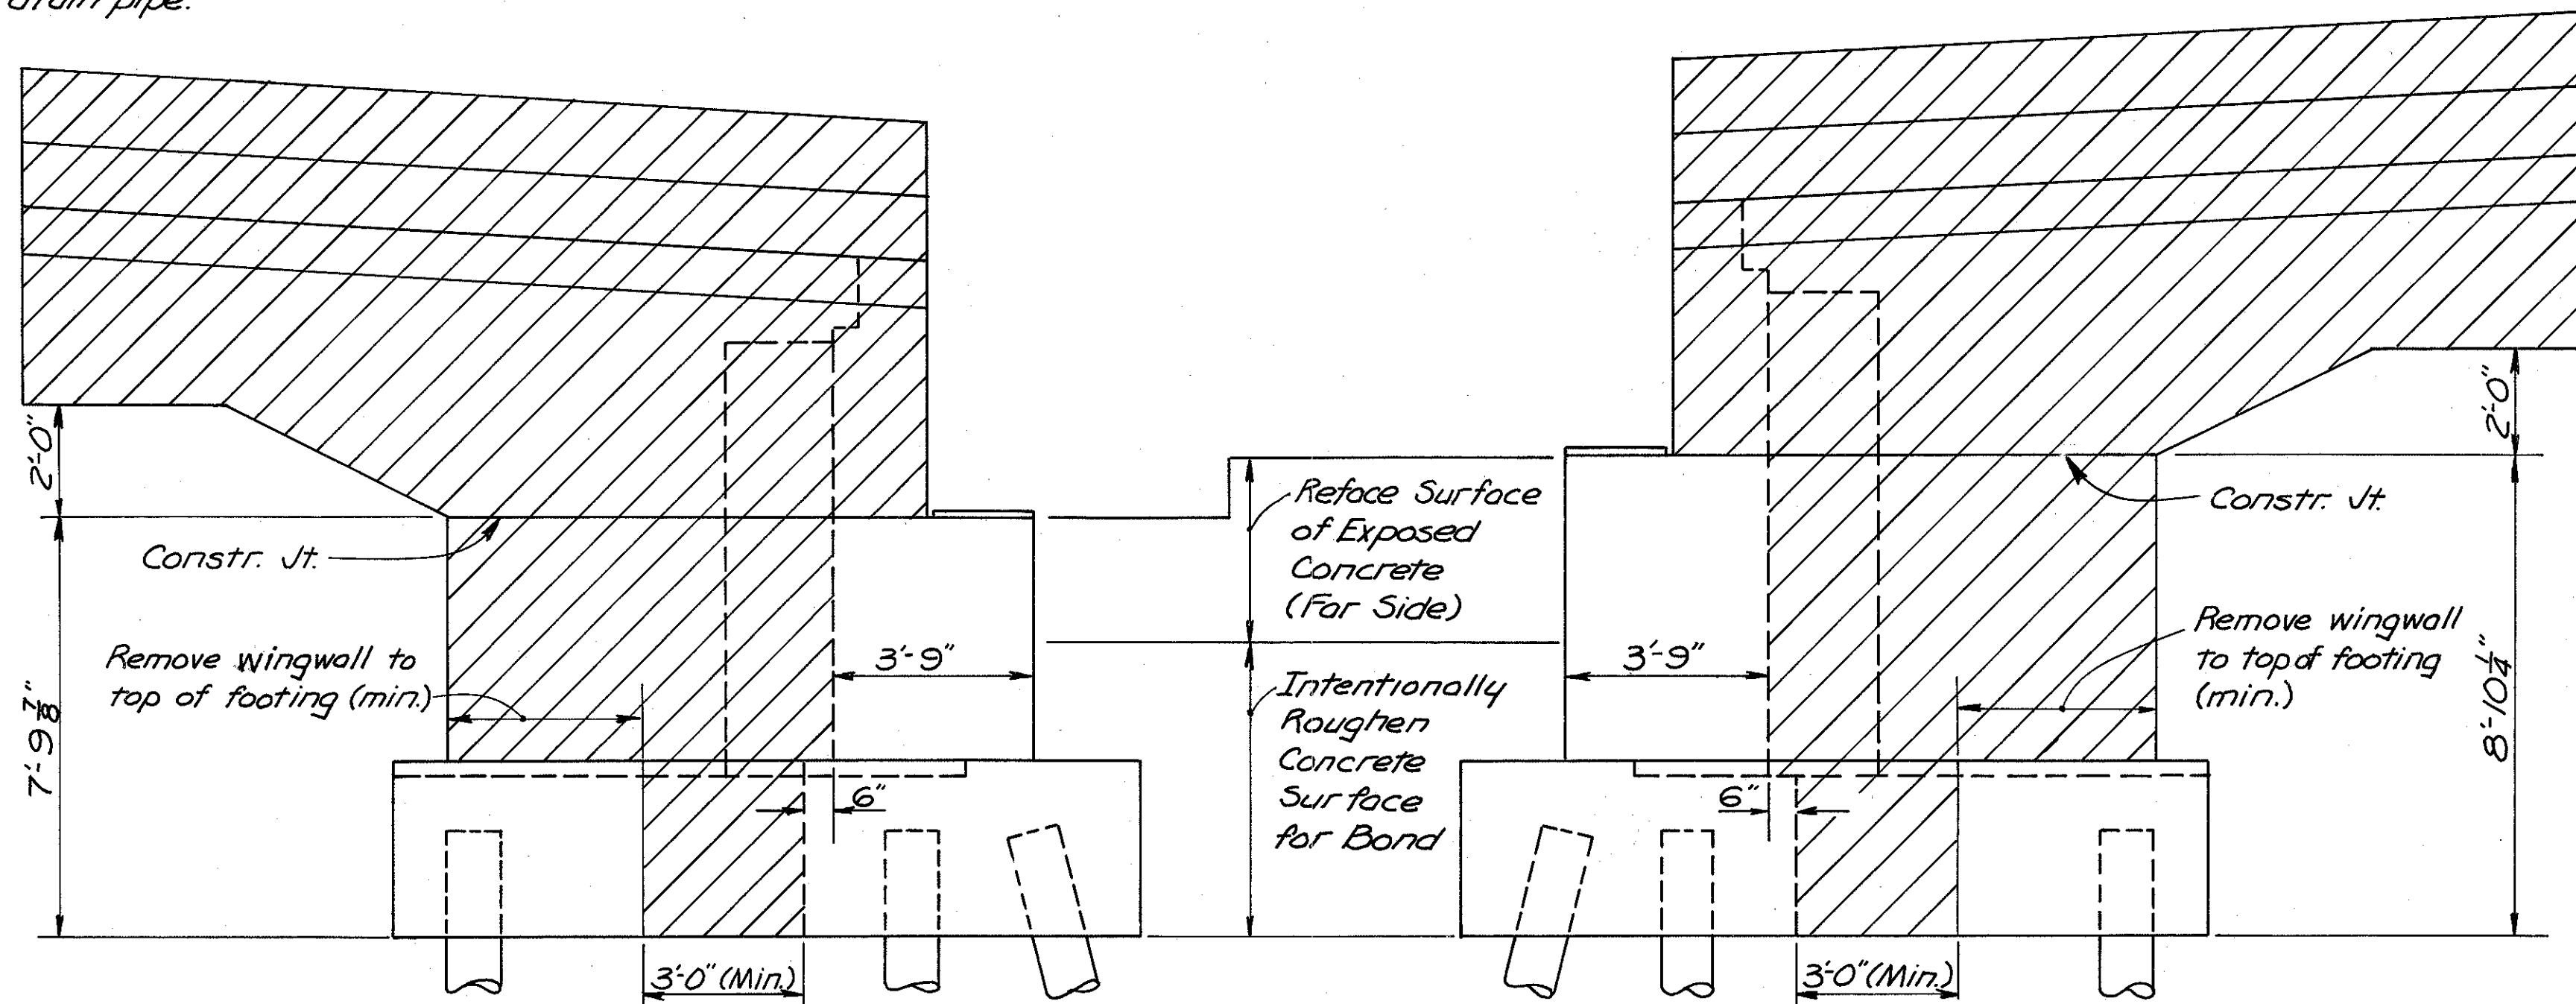 drain pipe.
2'-0"
Constr. Jt.
7'-9 7/8"
Remove wingwall to
top of footing (min.)
3'-9"
6"
3'-0" (Min.)
Reface Surface
of Exposed
Concrete
(Far Side)
Intentionally
Roughen
Concrete
Surface
for Bond
2'-0"
Constr. Jt.
3'-9"
Remove wingwall
to top of footing
(min.)
8'-10 1/4"
6"
3'-0" (Min.)